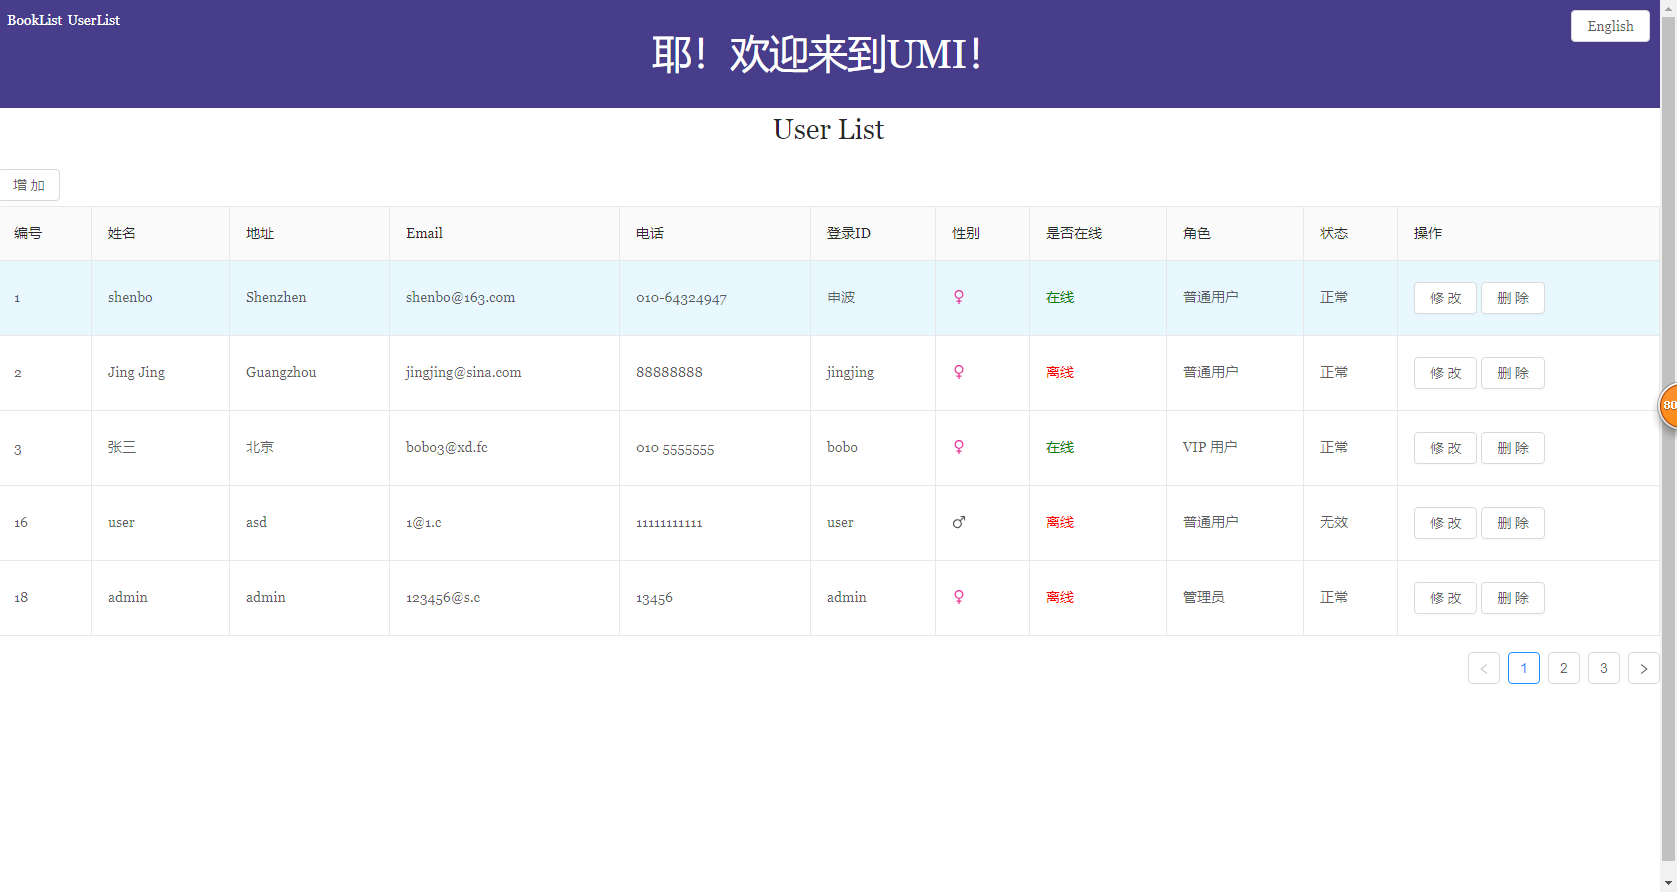 BookList UserList
English
耶！欢迎来到UMI！
User List
增 加
编号 姓名 地址 Email 电话 登录ID 性别 是否在线 角色 状态 操作
1 shenbo Shenzhen shenbo@163.com 010-64324947 申波 ♀ 在线 普通用户 正常 修 改 删 除
2 Jing Jing Guangzhou jingjing@sina.com 88888888 jingjing ♀ 离线 普通用户 正常 修 改 删 除
3 张三 北京 bobo3@xd.fc 010 5555555 bobo ♀ 在线 VIP 用户 正常 修 改 删 除
16 user asd 1@1.c 11111111111 user ♂ 离线 普通用户 无效 修 改 删 除
18 admin admin 123456@s.c 13456 admin ♀ 离线 管理员 正常 修 改 删 除
< 1 2 3 >
80